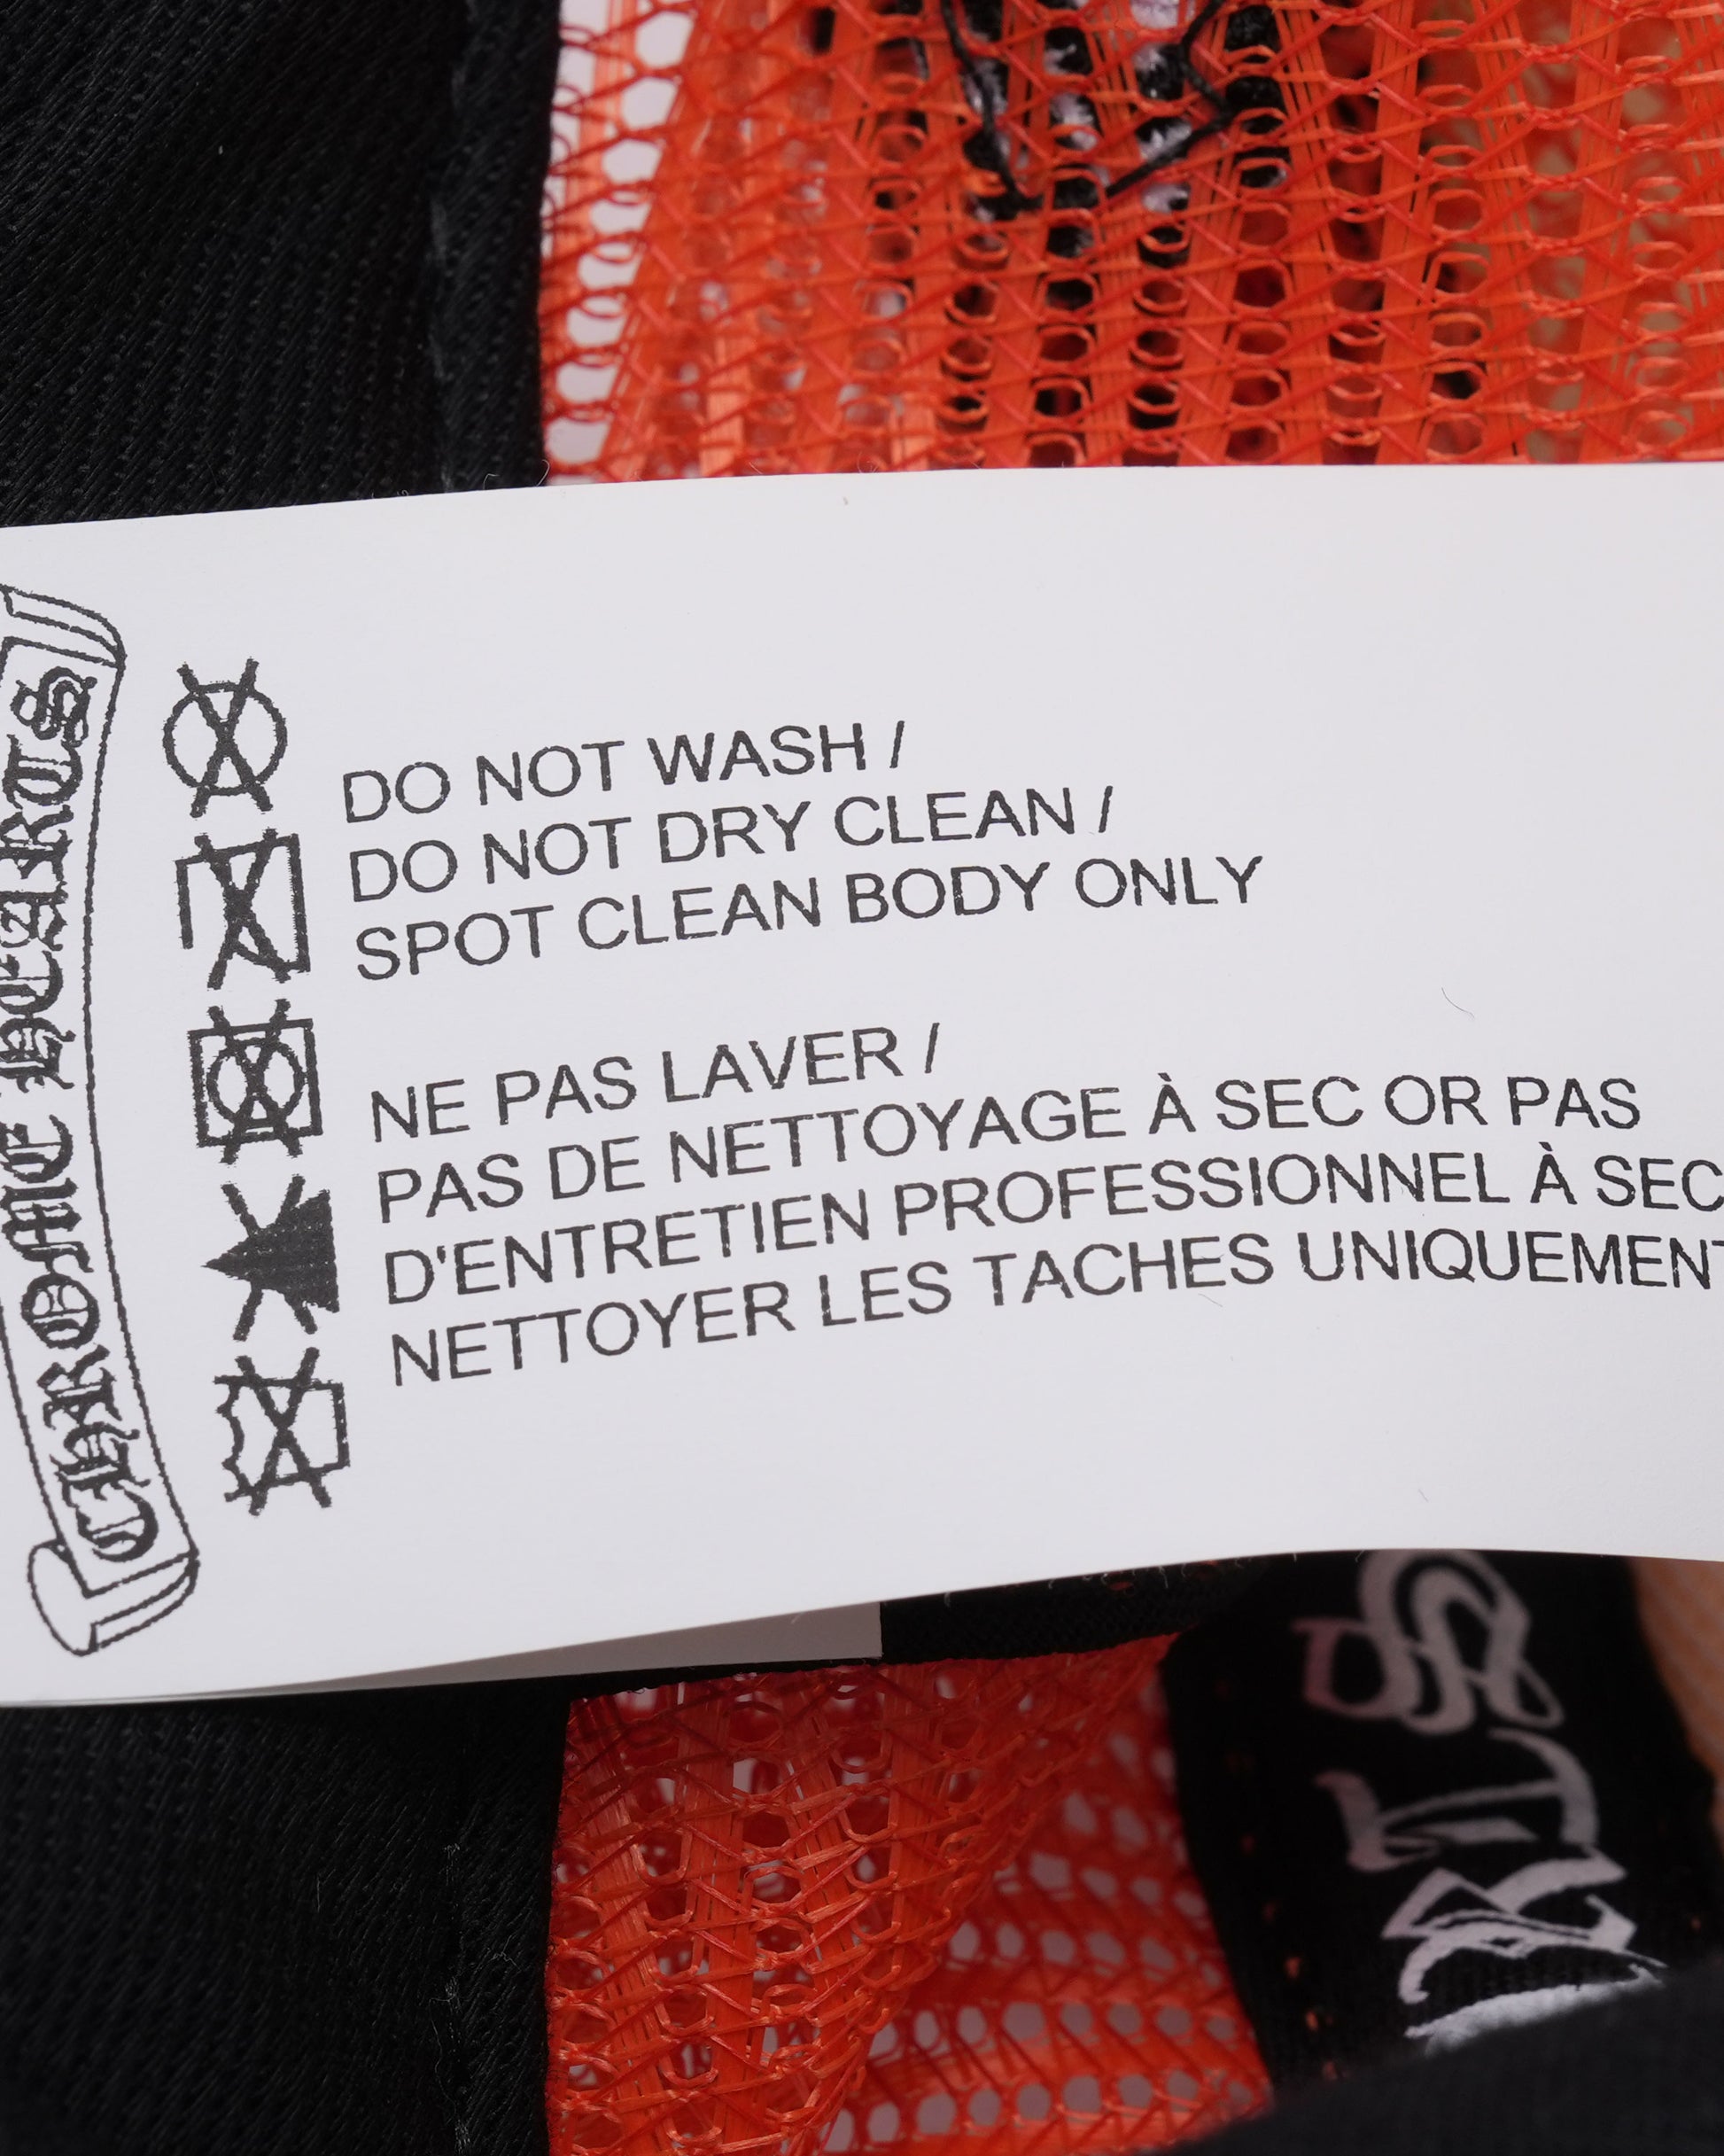 CHROME HEARTS
DO NOT WASH /
DO NOT DRY CLEAN /
SPOT CLEAN BODY ONLY
NE PAS LAVER /
PAS DE NETTOYAGE À SEC OR PAS
D'ENTRETIEN PROFESSIONNEL À SEC
NETTOYER LES TACHES UNIQUEMENT
RTS